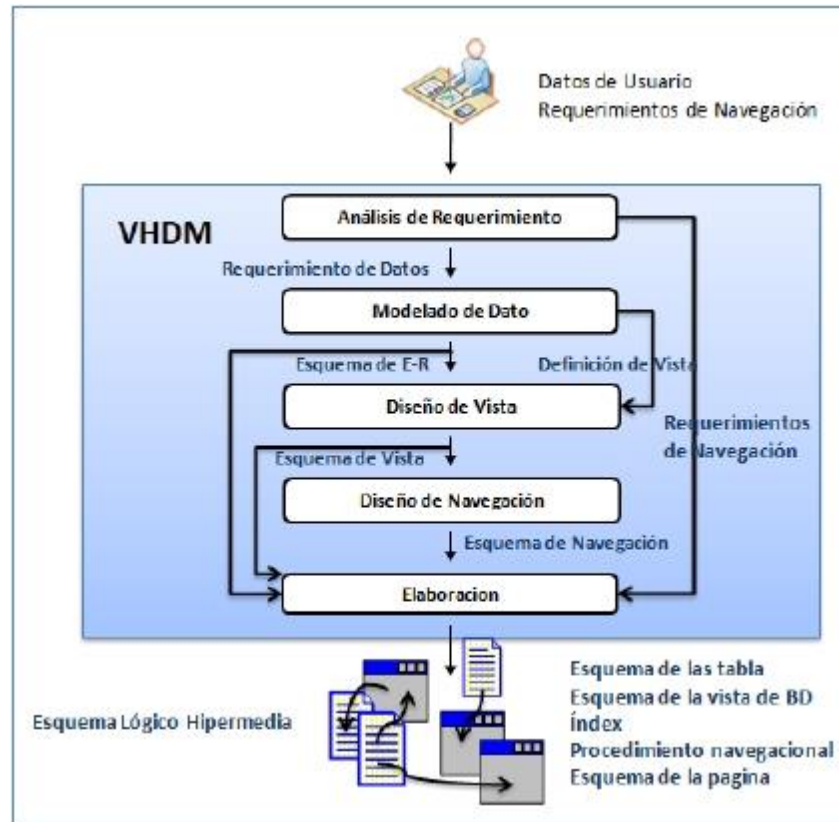 Datos de Usuario
Requerimientos de Navegación
VHDM
Análisis de Requerimiento
Requerimiento de Datos
Modelado de Dato
Esquema de E-R
Definición de Vista
Diseño de Vista
Requerimientos
de Navegación
Esquema de Vista
Diseño de Navegación
Esquema de Navegación
Elaboracion
Esquema Lógico Hipermedia
Esquema de las tabla
Esquema de la vista de BD
Índex
Procedimiento navegacional
Esquema de la pagina